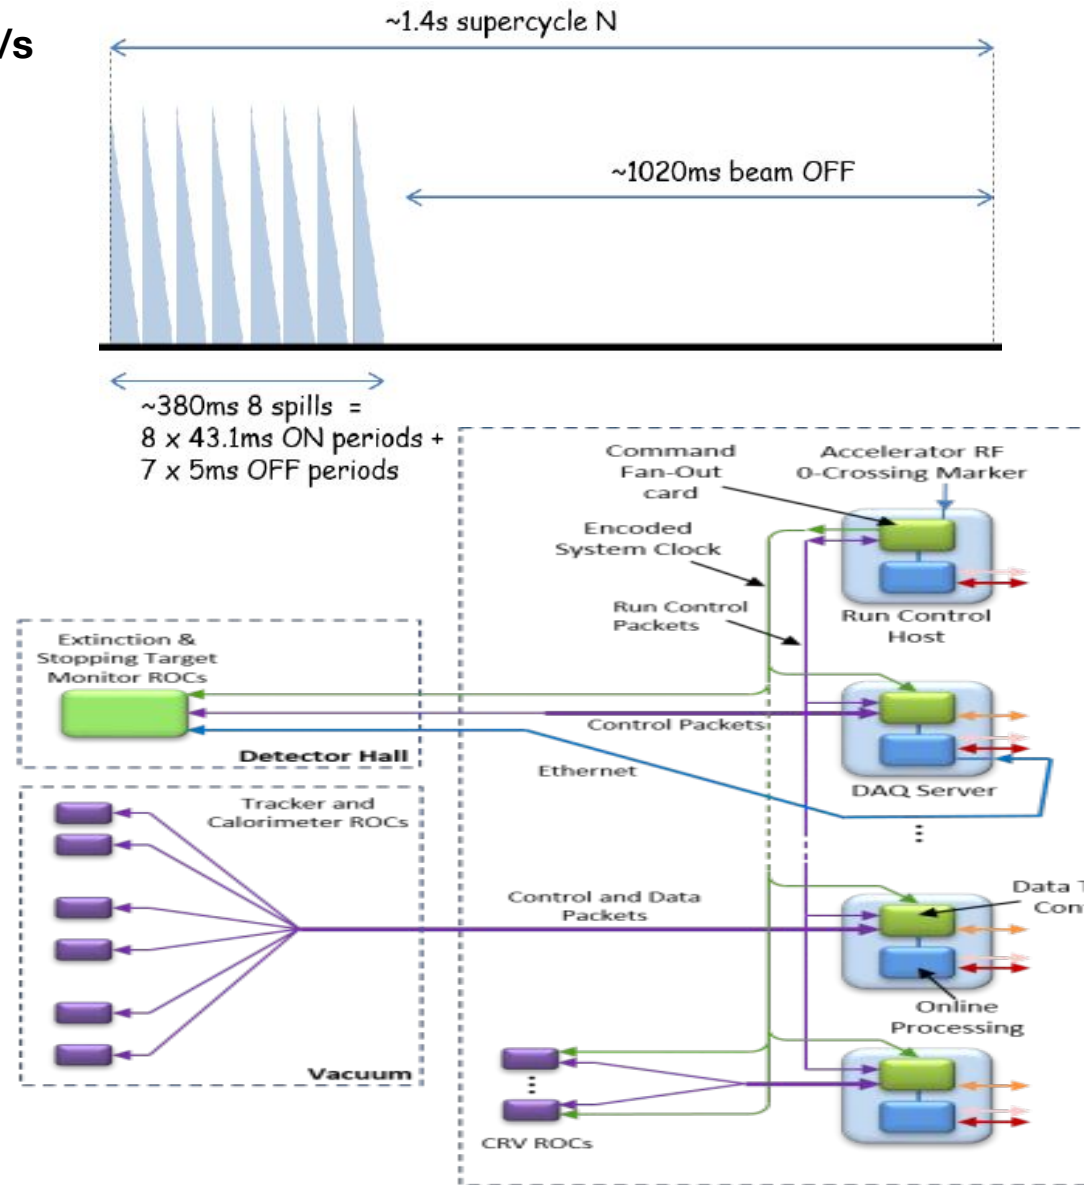 /s
~1.4s supercycle N
~1020ms beam OFF
~380ms 8 spills =
8 x 43.1ms ON periods +
7 x 5ms OFF periods
Command
Fan-Out
card
Accelerator RF
0-Crossing Marker
Encoded
System Clock
Run Control
Packets
Run Control
Host
Extinction &
Stopping Target
Monitor ROCs
Control Packets
Detector Hall
Ethernet
DAQ Server
Tracker and
Calorimeter ROCs
Control and Data
Packets
Data T
Con
Online
Processing
Vacuum
CRV ROCs